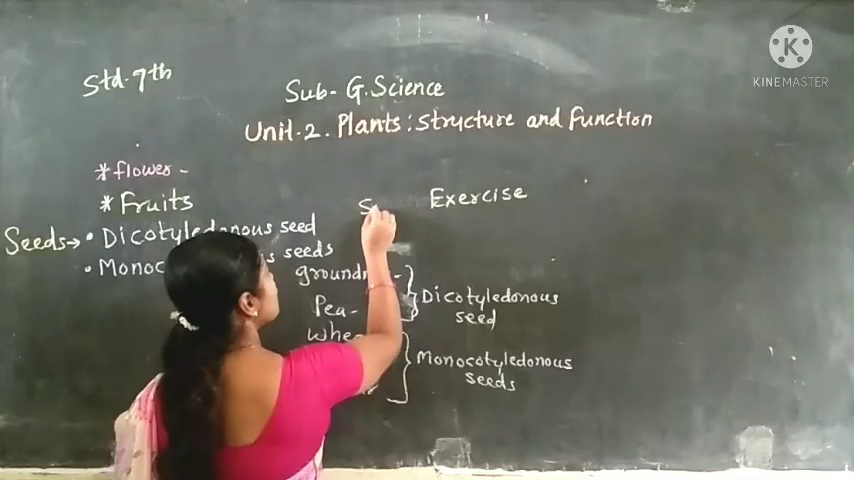 Std. 7th
Sub- G. Science
Unit.2. Plants: Structure and Function
* flower -
* Fruits
Exercise
Seeds → • Dicotyledonous seed
• seeds
Pea-
Dicotyledonous
seed
Monocotyledonous
seeds
K
KINEMASTER